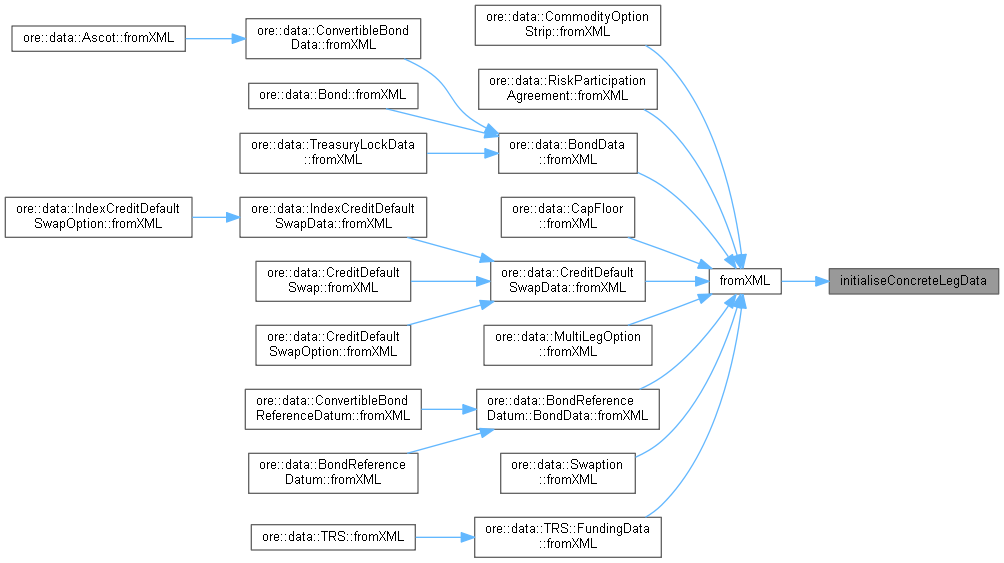 ore::data::CommodityOption
Strip::fromXML
ore::data::Ascot::fromXML
ore::data::ConvertibleBond
Data::fromXML
ore::data::RiskParticipation
Agreement::fromXML
ore::data::Bond::fromXML
ore::data::TreasuryLockData
::fromXML
ore::data::BondData
::fromXML
ore::data::IndexCreditDefault
SwapOption::fromXML
ore::data::IndexCreditDefault
SwapData::fromXML
ore::data::CapFloor
::fromXML
ore::data::CreditDefault
Swap::fromXML
ore::data::CreditDefault
SwapData::fromXML
fromXML
initialiseConcreteLegData
ore::data::CreditDefault
SwapOption::fromXML
ore::data::MultiLegOption
::fromXML
ore::data::ConvertibleBond
ReferenceDatum::fromXML
ore::data::BondReference
Datum::BondData::fromXML
ore::data::BondReference
Datum::fromXML
ore::data::Swaption
::fromXML
ore::data::TRS::fromXML
ore::data::TRS::FundingData
::fromXML